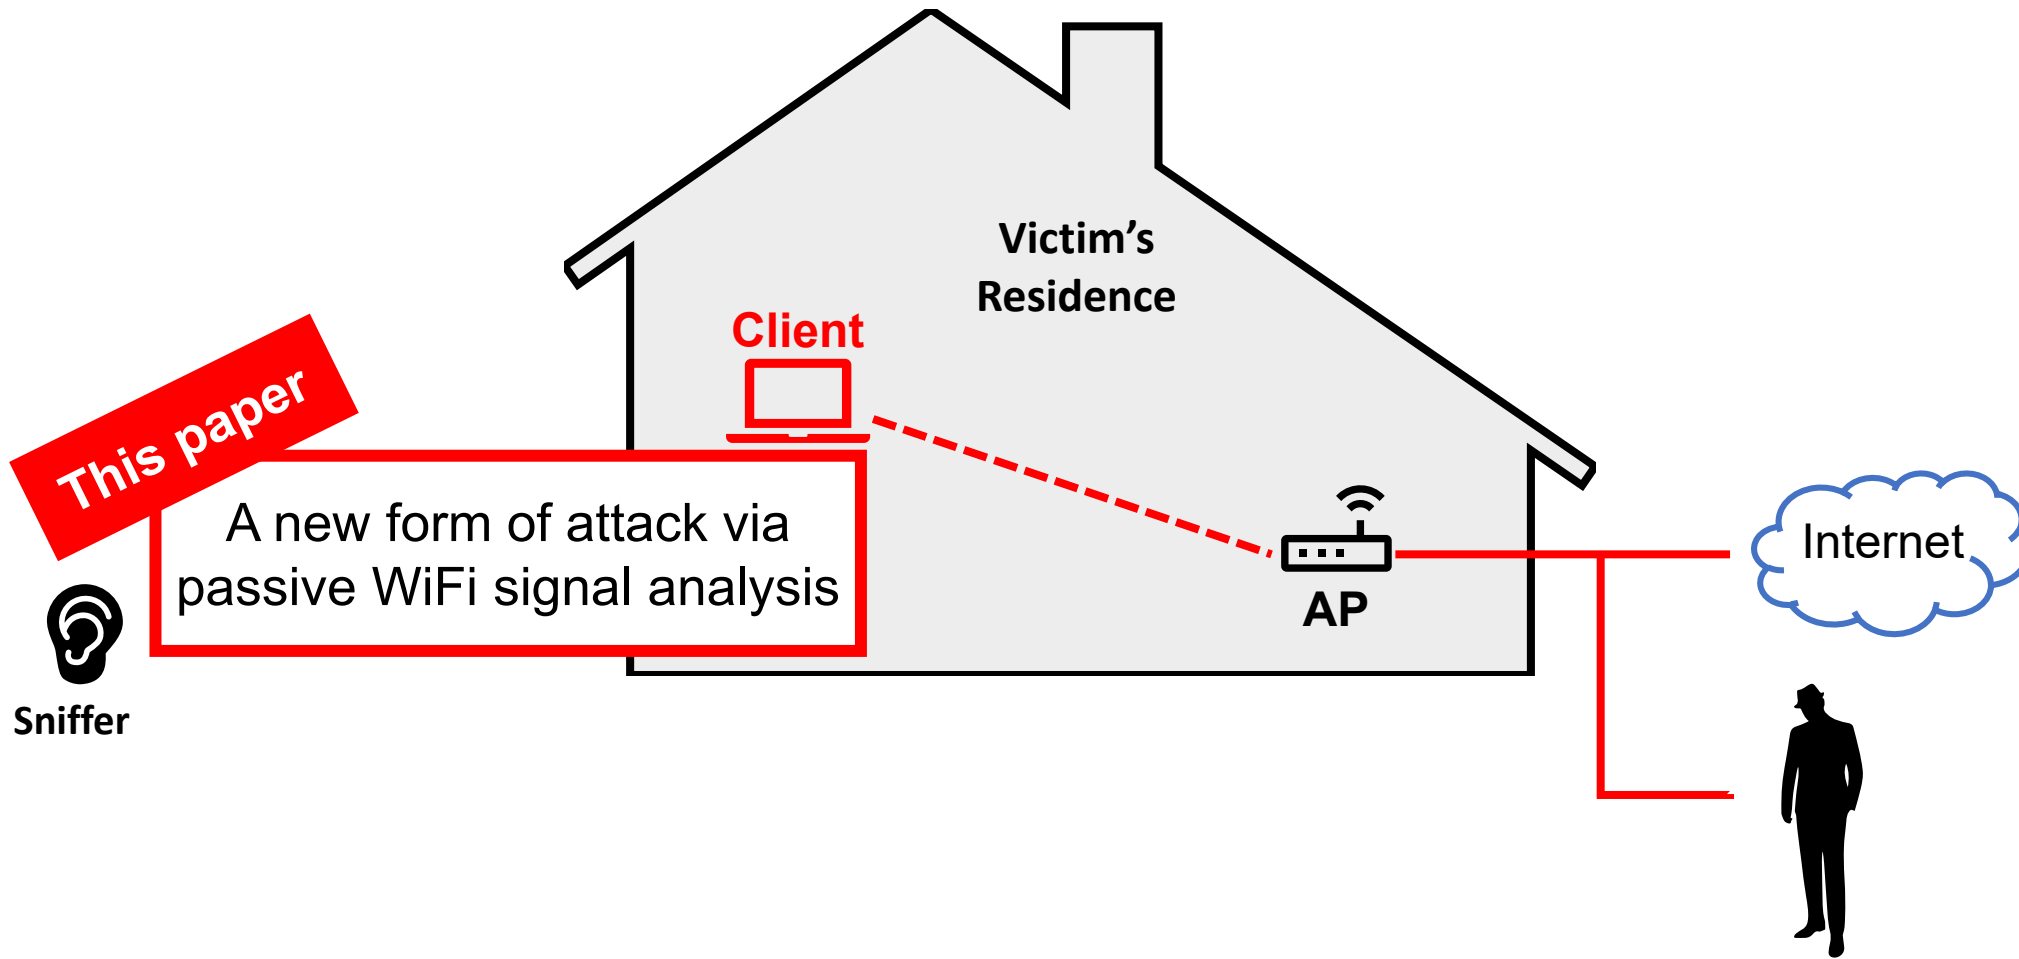 Victim’s
Residence
Client
This paper
A new form of attack via
passive WiFi signal analysis
Internet
AP
Sniffer